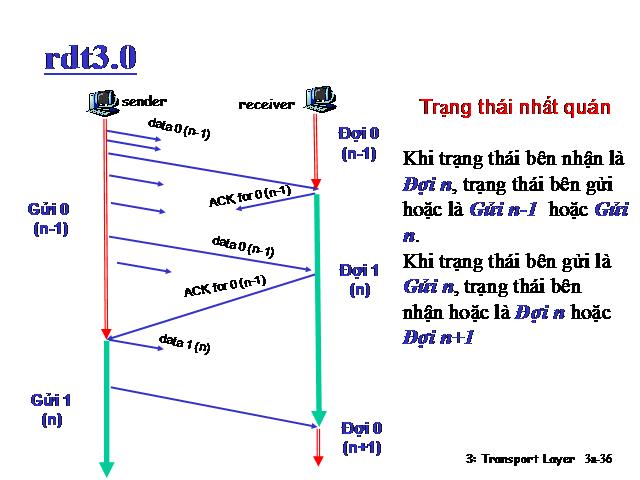 rdt3.0
sender
receiver
data 0 (n-1)
Đợi 0
(n-1)
ACK for 0 (n-1)
Gửi 0
(n-1)
data 0 (n-1)
Đợi 1
(n)
ACK for 0 (n-1)
data 1 (n)
Gửi 1
(n)
Đợi 0
(n+1)
Trạng thái nhất quán
Khi trạng thái bên nhận là
Đợi n, trạng thái bên gửi
hoặc là Gửi n-1 hoặc Gửi
n.
Khi trạng thái bên gửi là
Gửi n, trạng thái bên
nhận hoặc là Đợi n hoặc
Đợi n+1
3: Transport Layer 3a-36